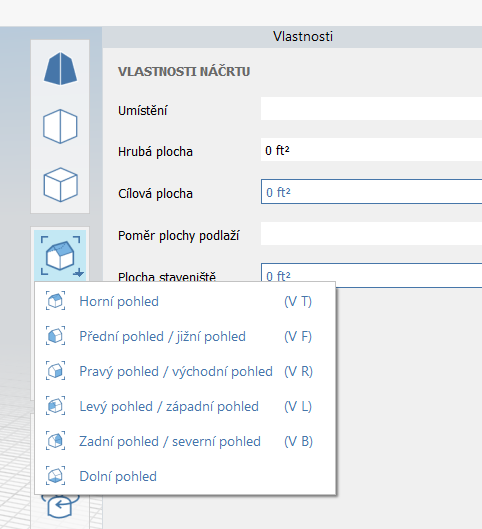 Vlastnosti
VLASTNOSTI NÁČRTU
Umístění
Hrubá plocha 0 ft²
Cílová plocha 0 ft²
Poměr plochy podlaží
Plocha staveniště 0 ft²
Horní pohled (V T)
Přední pohled / jižní pohled (V F)
Pravý pohled / východní pohled (V R)
Levý pohled / západní pohled (V L)
Zadní pohled / severní pohled (V B)
Dolní pohled